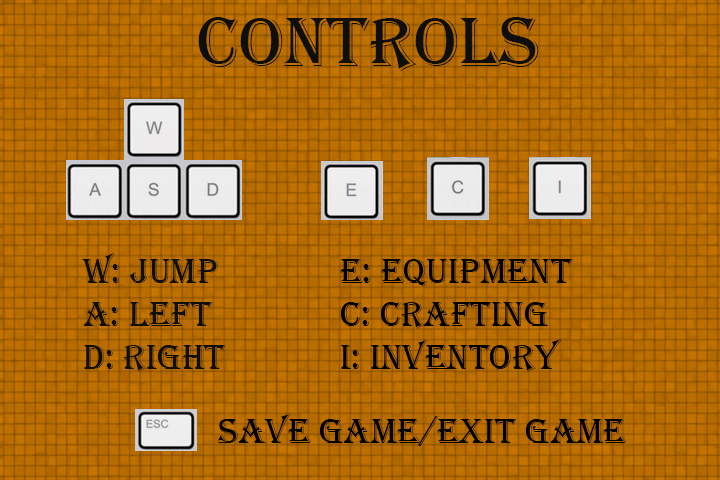 CONTROLS
W
A S D E C I
W: JUMP
A: LEFT
D: RIGHT
E: EQUIPMENT
C: CRAFTING
I: INVENTORY
ESC SAVE GAME/EXIT GAME